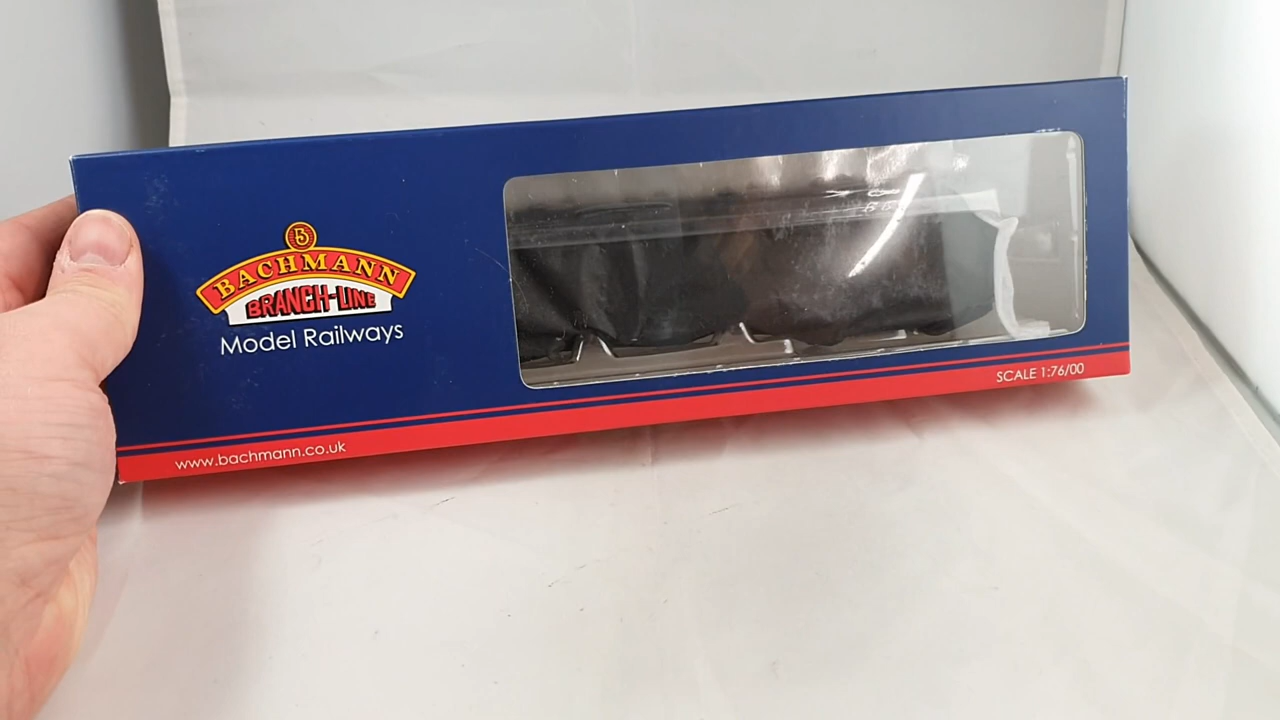 B
BACHMANN
BRANCH-LINE
Model Railways
SCALE 1:76/00
www.bachmann.co.uk